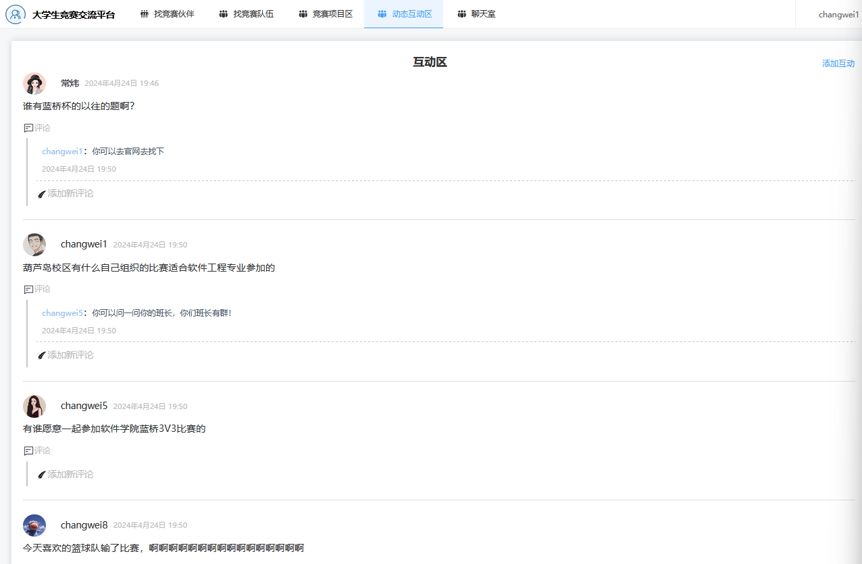 大学生竞赛交流平台 找竞赛伙伴 找竞赛队伍 竞赛项目区 动态互动区 聊天室 changwei1
互动区
添加互动
常炜 2024年4月24日 19:46
谁有蓝桥杯的以往的题啊?
评论
changwei1：你可以去官网去找下
2024年4月24日 19:50
添加新评论
changwei1 2024年4月24日 19:50
葫芦岛校区有什么自己组织的比赛适合软件工程专业参加的
评论
changwei5：你可以问一问你的班长，你们班长有群!
2024年4月24日 19:50
添加新评论
changwei5 2024年4月24日 19:50
有谁愿意一起参加软件学院蓝桥3V3比赛的
评论
添加新评论
changwei8 2024年4月24日 19:50
今天喜欢的篮球队输了比赛，啊啊啊啊啊啊啊啊啊啊啊啊啊啊啊啊